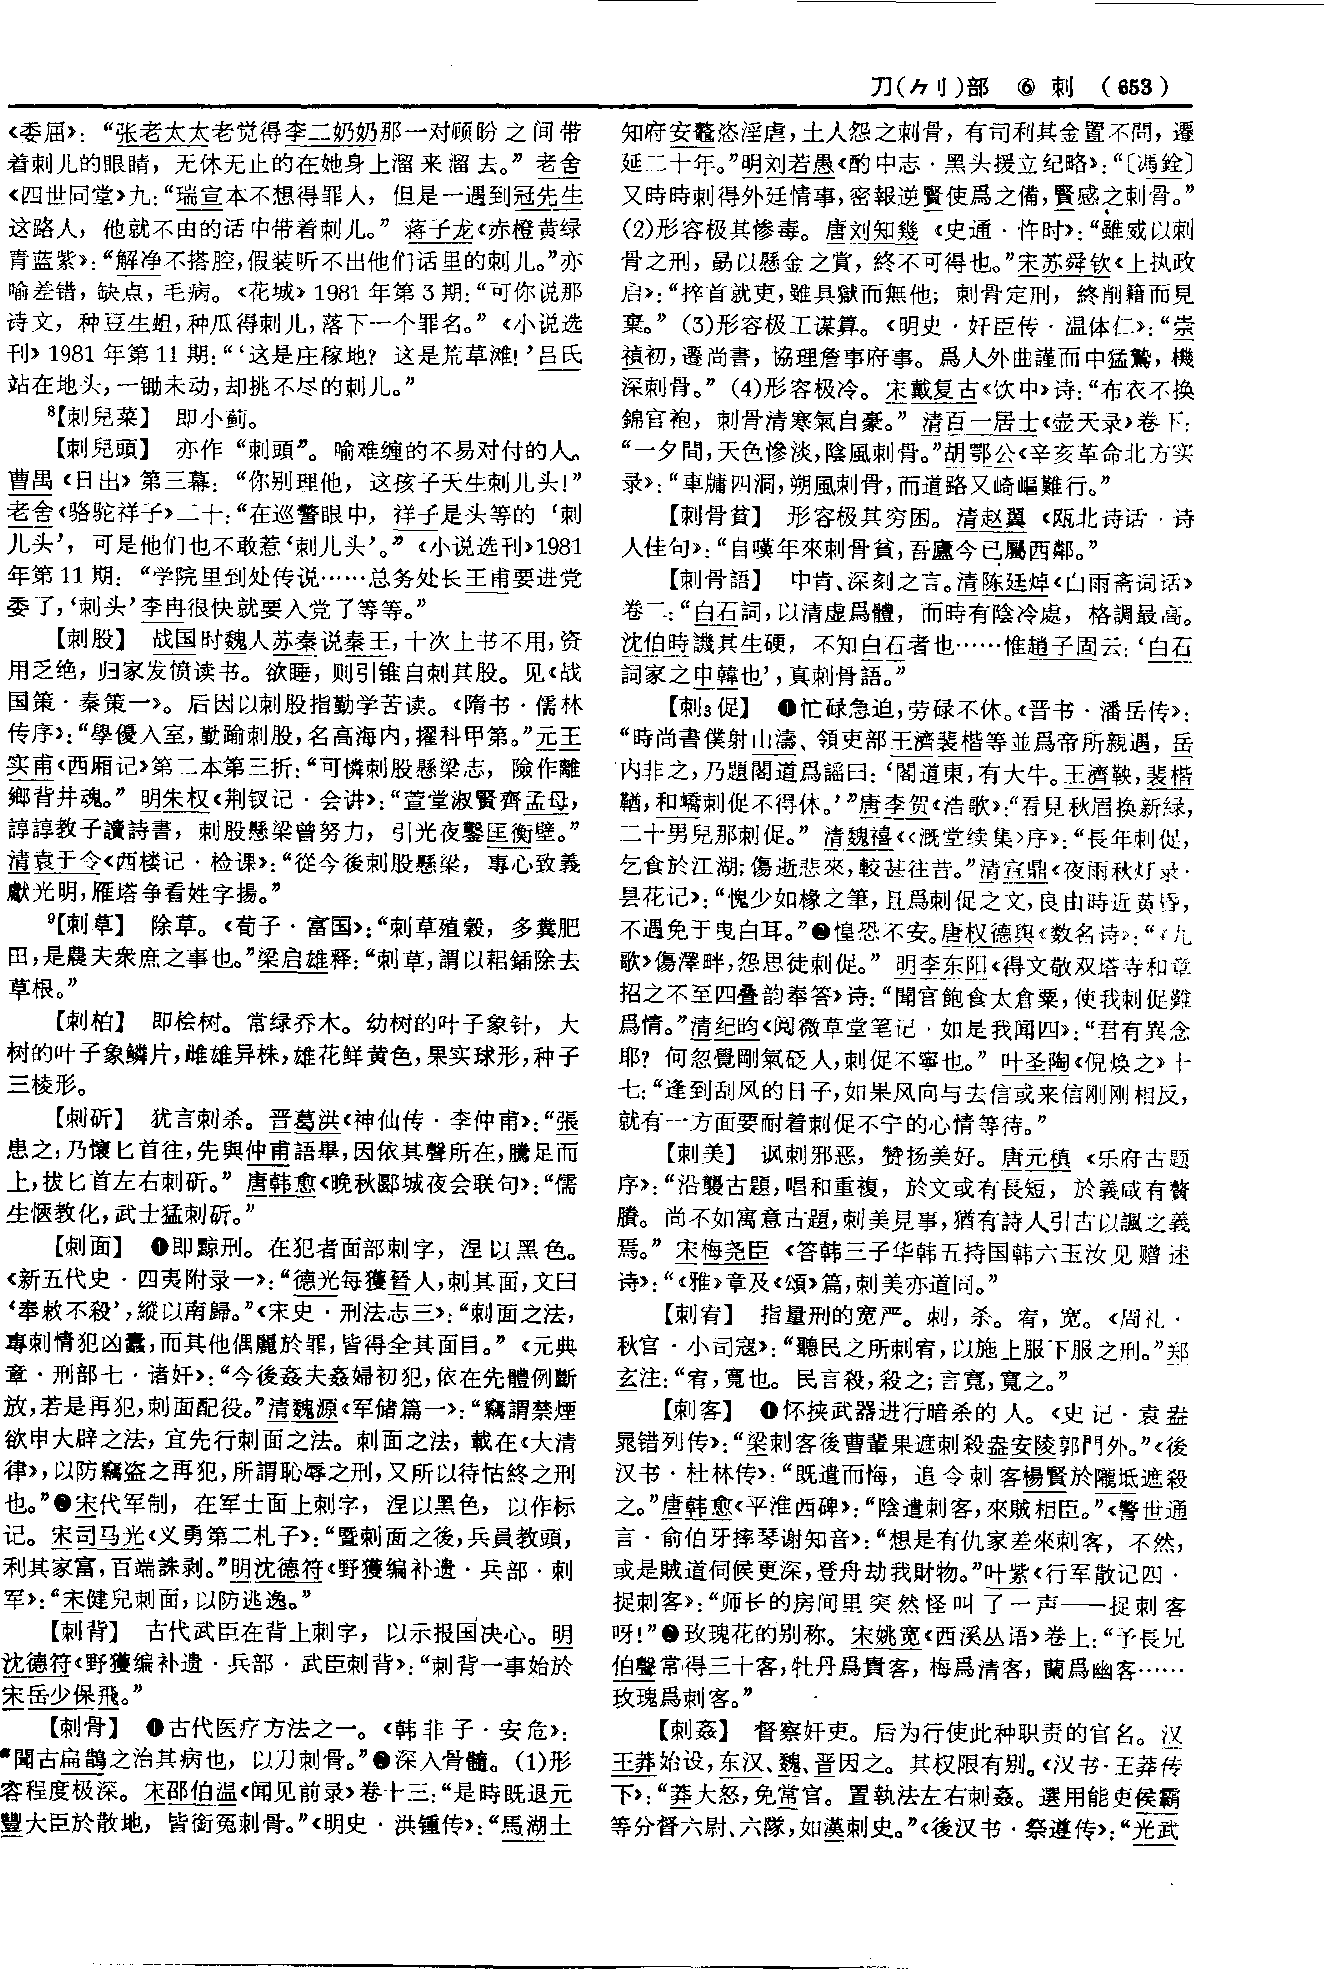 刀(⺈刂)部 ⑥ 刺 (653)
《委屈》：“张老太太老觉得李二奶奶那一对顾盼之间带
着刺儿的眼睛，无休无止的在她身上溜来溜去。”老舍
《四世同堂》九：“瑞宣本不想得罪人，但是一遇到冠先生
这路人，他就不由的话中带着刺儿。”蒋子龙《赤橙黄绿
青蓝紫》：“解净不搭腔，假装听不出他们话里的刺儿。”亦
喻差错，缺点，毛病。《花城》1981年第3期：“可你说那
诗文，种豆生蛆，种瓜得刺儿，落下一个罪名。”《小说选
刊》1981年第11期：“‘这是庄稼地？这是荒草滩！’吕氏
站在地头，一锄未动，却挑不尽的刺儿。”
⁸【刺兒菜】 即小蓟。
【刺兒頭】 亦作“刺頭”。喻难缠的不易对付的人。
曹禺《日出》第三幕：“你别理他，这孩子天生刺儿头！”
老舍《骆驼祥子》二十：“在巡警眼中，祥子是头等的‘刺
儿头’，可是他们也不敢惹‘刺儿头’。”《小说选刊》1981
年第11期：“学院里到处传说……总务处长王甫要进党
委了，‘刺头’李冉很快就要入党了等等。”
【刺股】 战国时魏人苏秦说秦王，十次上书不用，资
用乏绝，归家发愤读书。欲睡，则引锥自刺其股。见《战
国策·秦策一》。后因以刺股指勤学苦读。《隋书·儒林
传序》：“學優入室，勤踰刺股，名高海内，擢科甲第。”元王
实甫《西厢记》第二本第三折：“可憐刺股懸梁志，險作離
鄉背井魂。”明朱权《荆钗记·会讲》：“萱堂淑賢齊孟母，
諄諄教子讀詩書，刺股懸梁曾努力，引光夜鑿匡衡壁。”
清袁于令《西楼记·检课》：“從今後刺股懸梁，專心致義
獻光明，雁塔争看姓字揚。”
⁹【刺草】 除草。《荀子·富国》：“刺草殖穀，多糞肥
田，是農夫衆庶之事也。”梁启雄释：“刺草，謂以耜鍤除去
草根。”
【刺柏】 即桧树。常绿乔木。幼树的叶子象针，大
树的叶子象鳞片，雌雄异株，雄花鲜黄色，果实球形，种子
三棱形。
【刺斫】 犹言刺杀。晋葛洪《神仙传·李仲甫》：“張
患之，乃懷匕首往，先與仲甫語畢，因依其聲所在，騰足而
上，拔匕首左右刺斫。”唐韩愈《晚秋郾城夜会联句》：“儒
生愜教化，武士猛刺斫。”
【刺面】 ❶即黥刑。在犯者面部刺字，涅以黑色。
《新五代史·四夷附录一》：“德光每獲晉人，刺其面，文曰
‘奉敕不殺’，縱以南歸。”《宋史·刑法志三》：“刺面之法，
專刺情犯凶蠹，而其他偶麗於罪，皆得全其面目。”《元典
章·刑部七·诸奸》：“今後姦夫姦婦初犯，依在先體例斷
放，若是再犯，刺面配役。”清魏源《军储篇一》：“竊謂禁煙
欲申大辟之法，宜先行刺面之法。刺面之法，載在《大清
律》，以防竊盗之再犯，所謂恥辱之刑，又所以待怙終之刑
也。”❷宋代军制，在军士面上刺字，涅以黑色，以作标
记。宋司马光《义勇第二札子》：“暨刺面之後，兵員教頭，
利其家富，百端誅剥。”明沈德符《野獲编补遗·兵部·刺
军》：“宋健兒刺面，以防逃逸。”
【刺背】 古代武臣在背上刺字，以示报国决心。明
沈德符《野獲编补遗·兵部·武臣刺背》：“刺背一事始於
宋岳少保飛。”
【刺骨】 ❶古代医疗方法之一。《韩非子·安危》：
“聞古扁鵲之治其病也，以刀刺骨。”❷深入骨髓。(1)形
容程度极深。宋邵伯温《闻见前录》卷十三：“是時既退元
豐大臣於散地，皆銜冤刺骨。”《明史·洪锺传》：“馬湖土
知府安鼇恣淫虐，土人怨之刺骨，有司利其金置不問，遷
延二十年。”明刘若愚《酌中志·黑头援立纪略》：“〔馮銓〕
又時時刺得外廷情事，密報逆賢使爲之備，賢感之刺骨。”
(2)形容极其惨毒。唐刘知幾《史通·忤时》：“雖威以刺
骨之刑，勗以懸金之賞，終不可得也。”宋苏舜钦《上执政
启》：“捽首就吏，雖具獄而無他；刺骨定刑，終削籍而見
棄。”(3)形容极工谋算。《明史·奸臣传·温体仁》：“崇
禎初，遷尚書，協理詹事府事。爲人外曲謹而中猛鷙，機
深刺骨。”(4)形容极冷。宋戴复古《饮中》诗：“布衣不换
錦官袍，刺骨清寒氣自豪。”清百一居士《壶天录》卷下：
“一夕間，天色慘淡，陰風刺骨。”胡鄂公《辛亥革命北方实
录》：“車牖四洞，朔風刺骨，而道路又崎嶇難行。”
【刺骨貧】 形容极其穷困。清赵翼《瓯北诗话·诗
人佳句》：“自嘆年來刺骨貧，吾廬今已屬西鄰。”
【刺骨語】 中肯、深刻之言。清陈廷焯《白雨斋词话》
卷二：“白石詞，以清虚爲體，而時有陰冷處，格調最高。
沈伯時譏其生硬，不知白石者也……惟趙子固云：‘白石
詞家之申韓也’，真刺骨語。”
【刺₃促】 ❶忙碌急迫，劳碌不休。《晋书·潘岳传》：
“時尚書僕射山濤、領吏部王濟裴楷等並爲帝所親遇，岳
内非之，乃題閣道爲謡曰：‘閣道東，有大牛。王濟鞅，裴楷
鞧，和嶠刺促不得休。’”唐李贺《浩歌》：“看見秋眉换新緑，
二十男兒那刺促。”清魏禧《〈溉堂续集〉序》：“長年刺促，
乞食於江湖；傷逝悲來，較甚往昔。”清宣鼎《夜雨秋灯录·
昙花记》：“愧少如椽之筆，且爲刺促之文，良由時近黄昏，
不遇免于曳白耳。”❷惶恐不安。唐权德舆《数名诗》：“《九
歌》傷澤畔，怨思徒刺促。”明李东阳《得文敬双塔寺和章
招之不至四叠韵奉答》诗：“聞官飽食太倉粟，使我刺促難
爲情。”清纪昀《阅微草堂笔记·如是我闻四》：“君有異念
耶？何忽覺剛氣砭人，刺促不寧也。”叶圣陶《倪焕之》十
七：“逢到刮风的日子，如果风向与去信或来信刚刚相反，
就有一方面要耐着刺促不宁的心情等待。”
【刺美】 讽刺邪恶，赞扬美好。唐元稹《乐府古题
序》：“沿襲古題，唱和重複，於文或有長短，於義咸有贅
賸。尚不如寓意古題，刺美見事，猶有詩人引古以諷之義
焉。”宋梅尧臣《答韩三子华韩五持国韩六玉汝见赠述
诗》：“《雅》章及《頌》篇，刺美亦道同。”
【刺宥】 指量刑的宽严。刺，杀。宥，宽。《周礼·
秋官·小司寇》：“聽民之所刺宥，以施上服下服之刑。”郑
玄注：“宥，寬也。民言殺，殺之；言寬，寬之。”
【刺客】 ❶怀挟武器进行暗杀的人。《史记·袁盎
晁错列传》：“梁刺客後曹輩果遮刺殺盎安陵郭門外。”《後
汉书·杜林传》：“既遣而悔，追令刺客楊賢於隴坻遮殺
之。”唐韩愈《平淮西碑》：“陰遣刺客，來賊相臣。”《警世通
言·俞伯牙摔琴谢知音》：“想是有仇家差來刺客，不然，
或是賊道伺候更深，登舟劫我財物。”叶紫《行军散记四·
捉刺客》：“师长的房间里突然怪叫了一声——捉刺客
呀！”❷玫瑰花的别称。宋姚宽《西溪丛语》卷上：“予長兄
伯聲常得三十客，牡丹爲貴客，梅爲清客，蘭爲幽客……
玫瑰爲刺客。”
【刺姦】 督察奸吏。后为行使此种职责的官名。汉
王莽始设，东汉、魏、晋因之。其权限有别。《汉书·王莽传
下》：“莽大怒，免常官。置執法左右刺姦。選用能吏侯霸
等分督六尉、六隊，如漢刺史。”《後汉书·祭遵传》：“光武